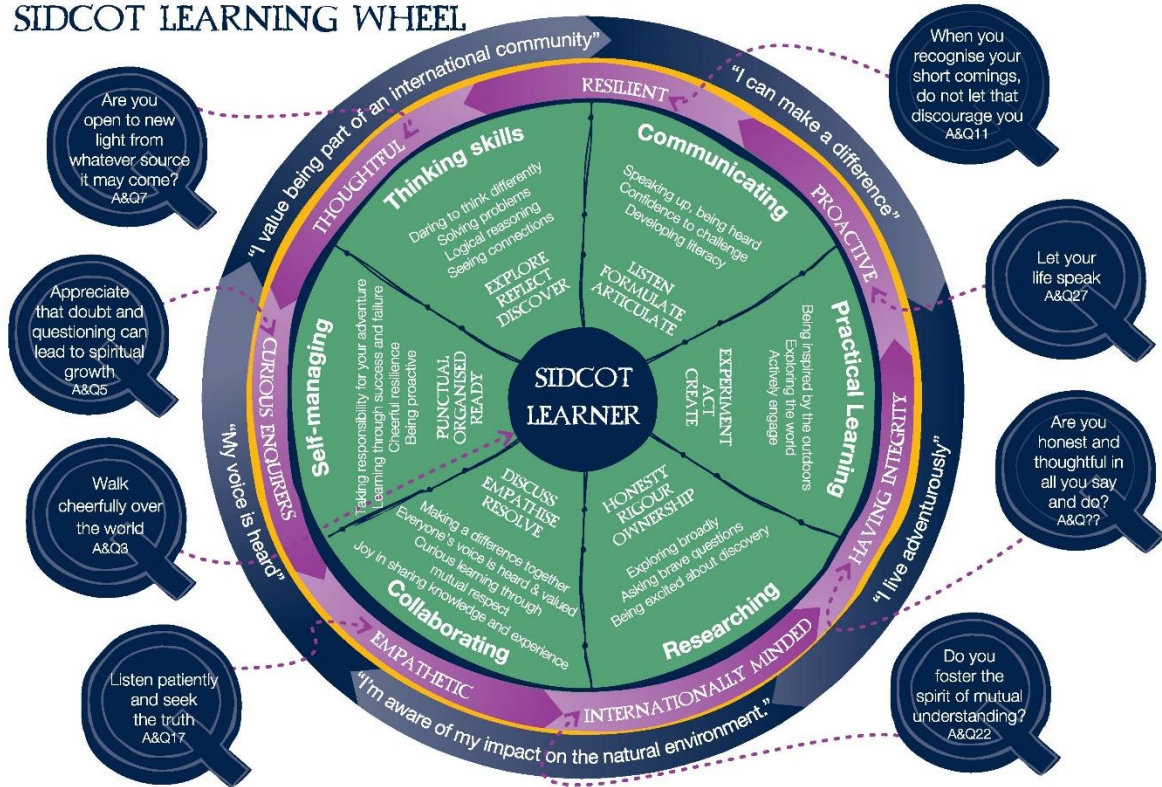 SIDCOT LEARNING WHEEL
Are you
open to new
light from
whatever source
it may come?
A&Q7
Appreciate
that doubt and
questioning can
lead to spiritual
growth
A&Q5
Walk
cheerfully over
the world
A&Q3
Listen patiently
and seek
the truth
A&Q17
When you
recognise your
short comings,
do not let that
discourage you
A&Q11
Let your
life speak
A&Q27
Are you
honest and
thoughtful in
all you say
and do?
A&Q??
Do you
foster the
spirit of mutual
understanding?
A&Q22
"I value being part of an international community"
"I can make a difference"
"I live adventurously"
"I'm aware of my impact on the natural environment."
"My voice is heard"
RESILIENT
PROACTIVE
HAVING INTEGRITY
INTERNATIONALLY MINDED
EMPATHETIC
CURIOUS ENQUIRERS
THOUGHTFUL
Thinking skills
Daring to think differently
Solving problems
Logical reasoning
Seeing connections
EXPLORE
REFLECT
DISCOVER
Communicating
Speaking up, being heard
Confidence to challenge
Developing literacy
LISTEN
FORMULATE
ARTICULATE
Practical Learning
Being inspired by the outdoors
Exploring the world
Actively engage
EXPERIMENT
ACT
CREATE
HONESTY
RIGOUR
OWNERSHIP
Exploring broadly
Asking brave questions
Being excited about discovery
Researching
DISCUSS
EMPATHISE
RESOLVE
Making a difference together
Everyone's voice is heard & valued
Curious learning through
mutual respect
Joy in sharing knowledge and experience
Collaborating
Self-managing
Taking responsibility for your adventure
Learning through success and failure
Cheerful resilience
Being proactive
PUNCTUAL
ORGANISED
READY
SIDCOT
LEARNER